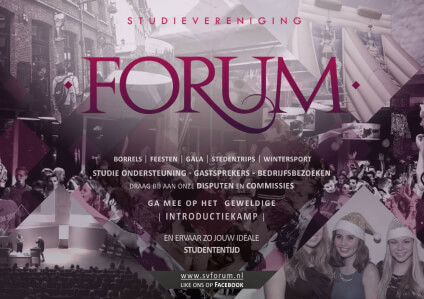 STUDIEVERENIGING
FORUM
BORRELS | FEESTEN | GALA | STEDENTRIPS | WINTERSPORT
STUDIE ONDERSTEUNING - GASTSPREKERS - BEDRIJFSBEZOEKEN
DRAAG BIJ AAN ONZE DISPUTEN EN COMMISSIES
GA MEE OP HET GEWELDIGE
| INTRODUCTIEKAMP |
EN ERVAAR ZO JOUW IDEALE
STUDENTENTIJD
www.svforum.nl
LIKE ONS OP FACEBOOK